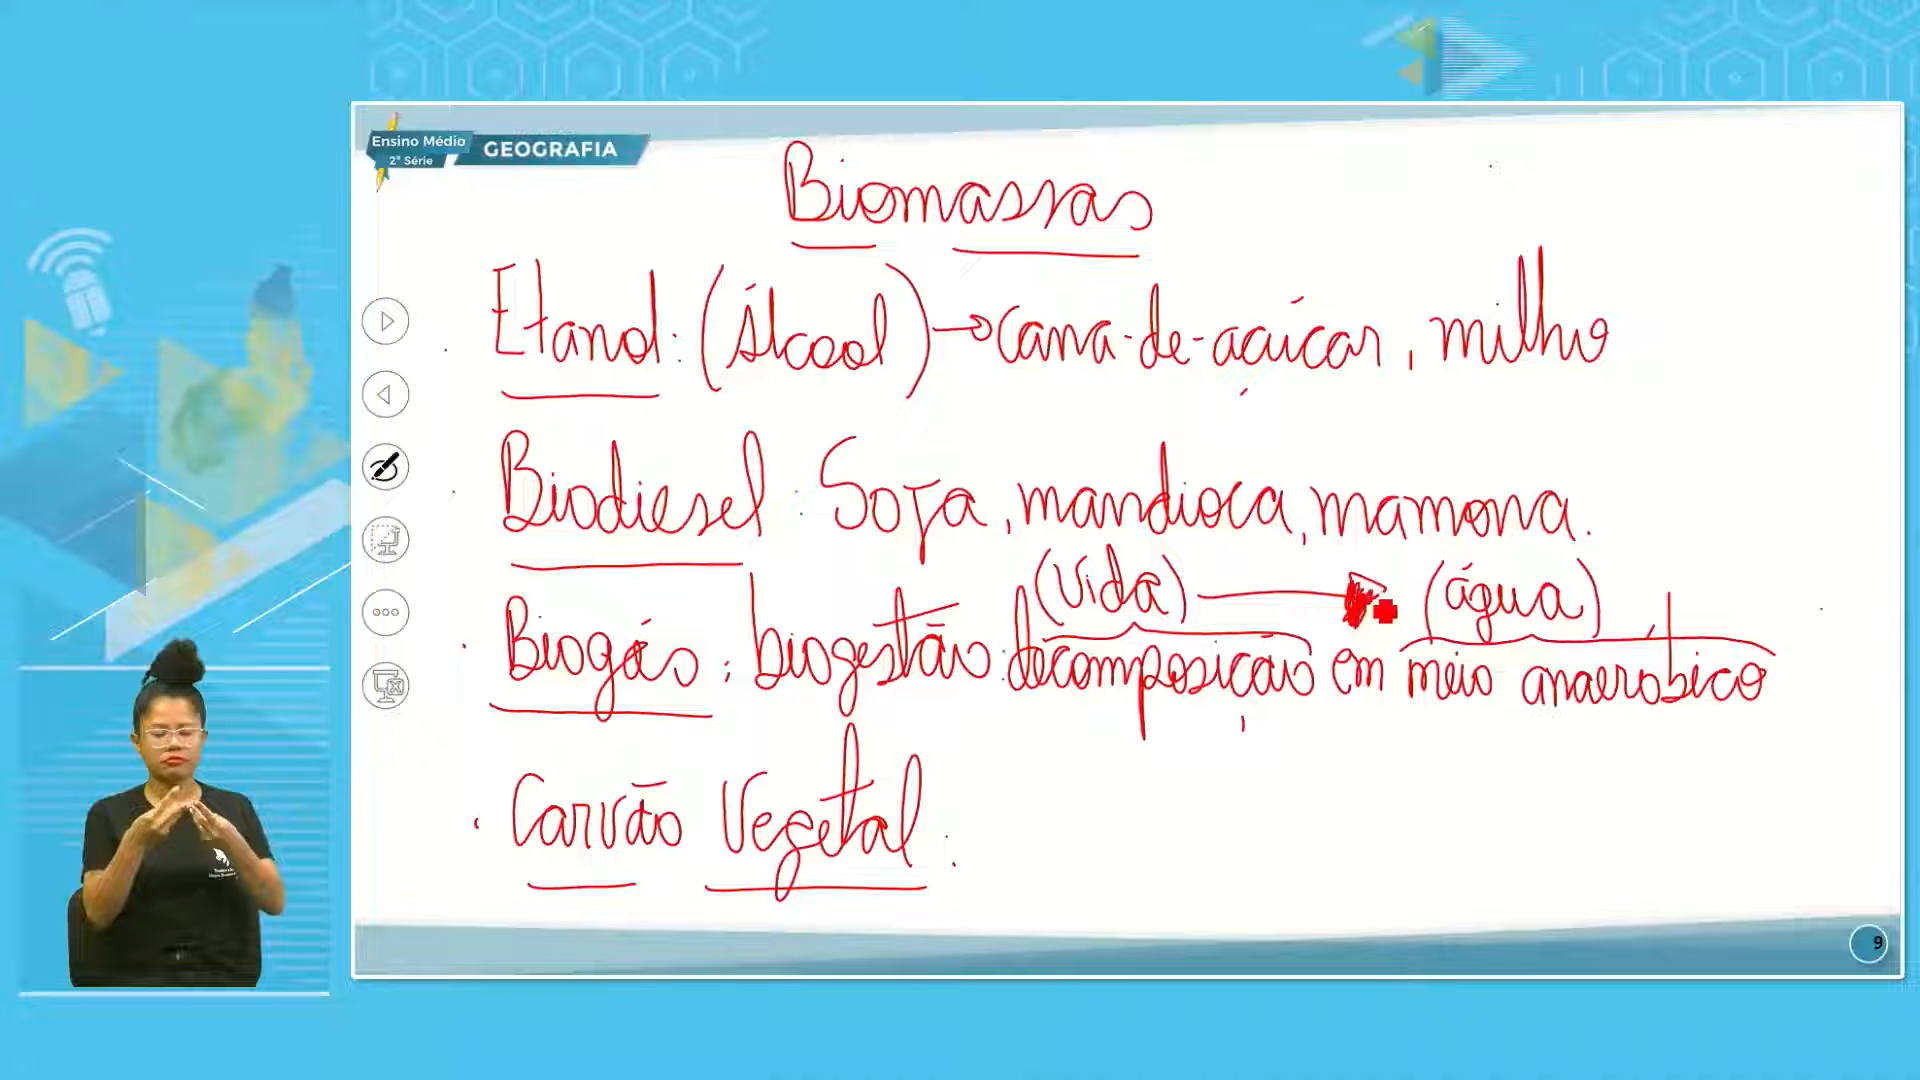 Ensino Médio
2ª Série
GEOGRAFIA
Biomassas
Etanol: (Álcool) → cana-de-açúcar, milho
Biodiesel: Soja, mandioca, mamona.
(vida) → (água)
Biogás: biogestão: decomposição em meio anaeróbico
Carvão Vegetal.
9